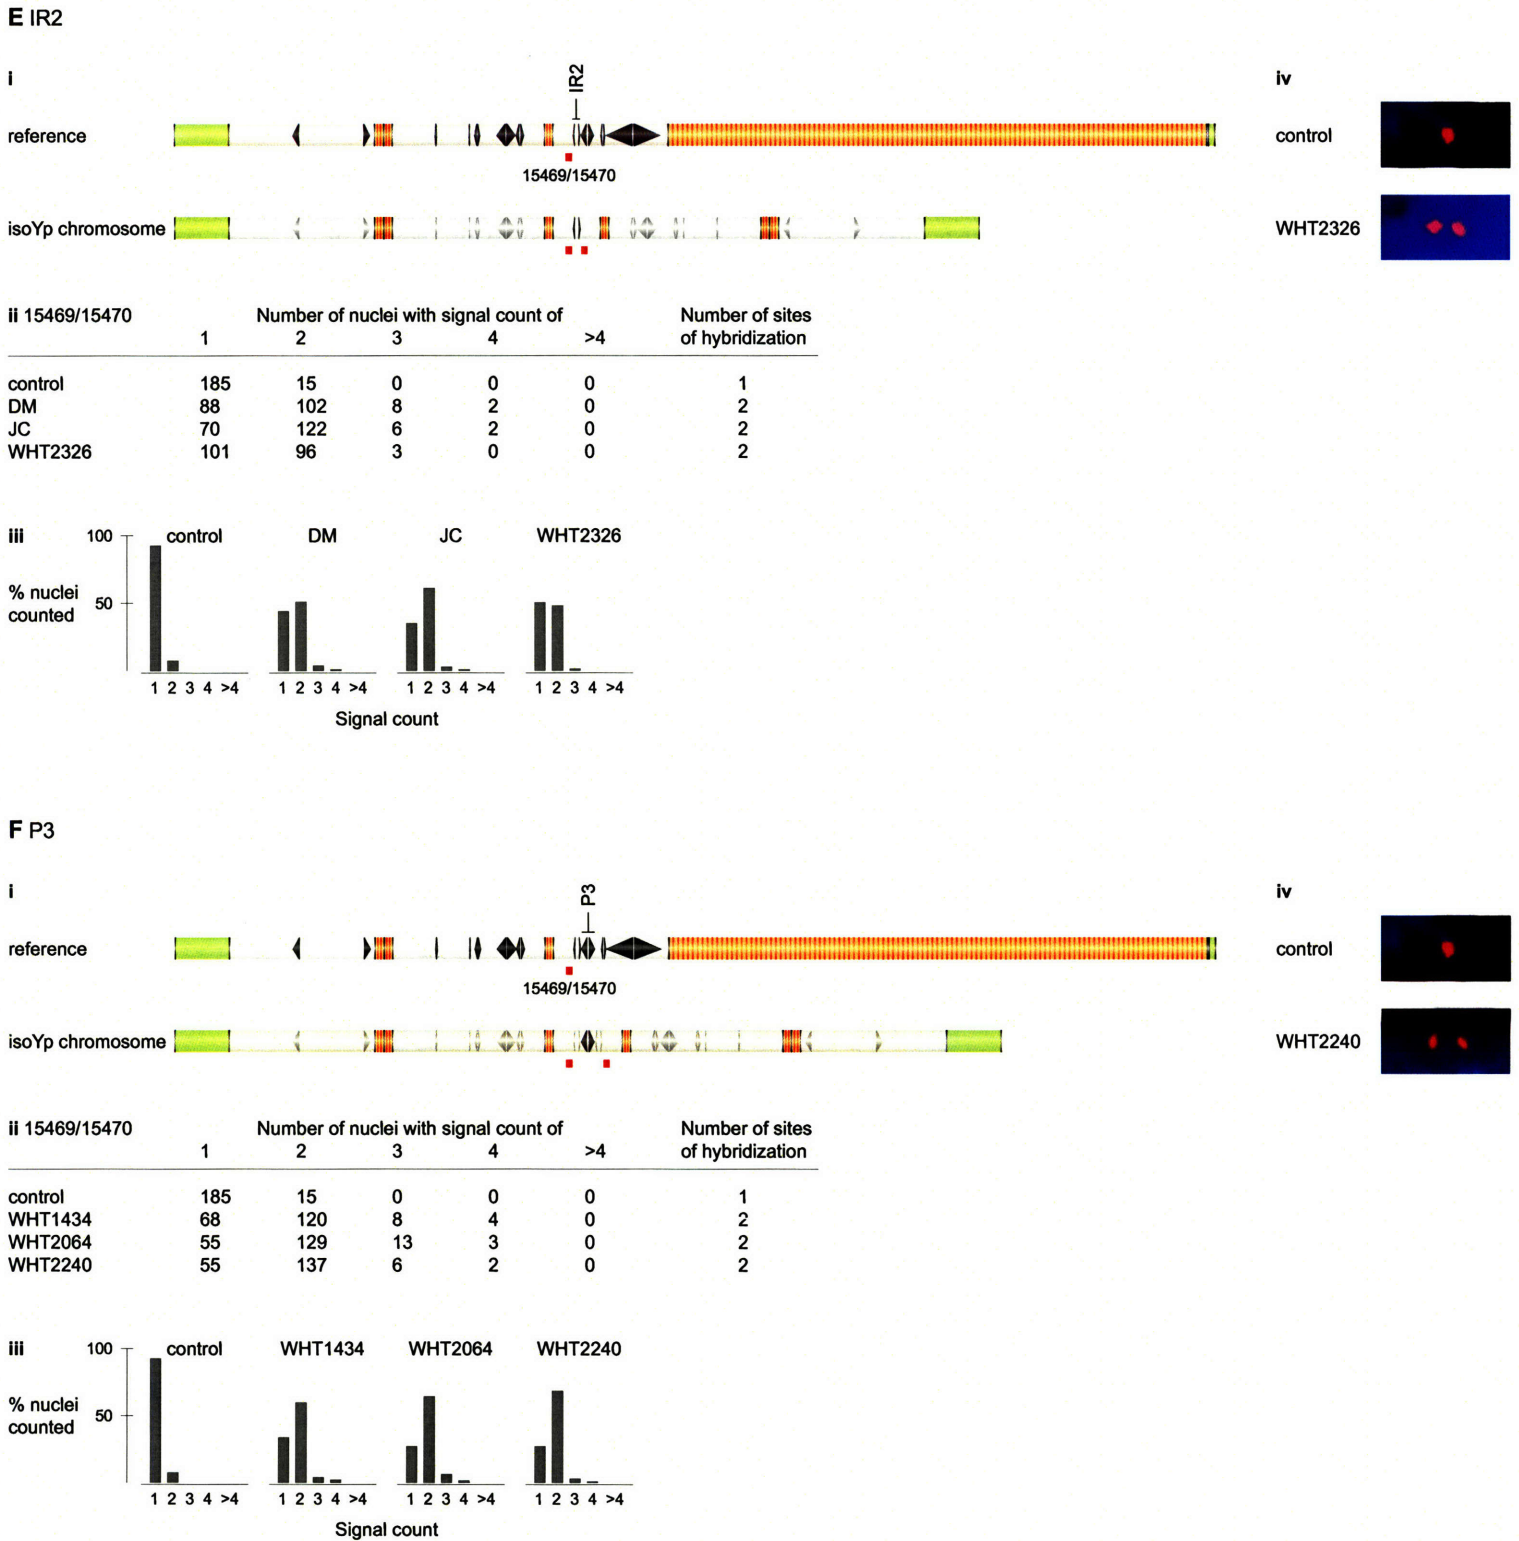 E IR2
i
iv
IR2
reference
control
15469/15470
isoYp chromosome
WHT2326
ii 15469/15470 Number of nuclei with signal count of Number of sites
1 2 3 4 >4 of hybridization
control 185 15 0 0 0 1
DM 88 102 8 2 0 2
JC 70 122 6 2 0 2
WHT2326 101 96 3 0 0 2
iii 100 control DM JC WHT2326
% nuclei
counted
50
1 2 3 4 >4 1 2 3 4 >4 1 2 3 4 >4 1 2 3 4 >4
Signal count
F P3
i
iv
P3
reference
control
15469/15470
isoYp chromosome
WHT2240
ii 15469/15470 Number of nuclei with signal count of Number of sites
1 2 3 4 >4 of hybridization
control 185 15 0 0 0 1
WHT1434 68 120 8 4 0 2
WHT2064 55 129 13 3 0 2
WHT2240 55 137 6 2 0 2
iii 100 control WHT1434 WHT2064 WHT2240
% nuclei
counted
50
1 2 3 4 >4 1 2 3 4 >4 1 2 3 4 >4 1 2 3 4 >4
Signal count